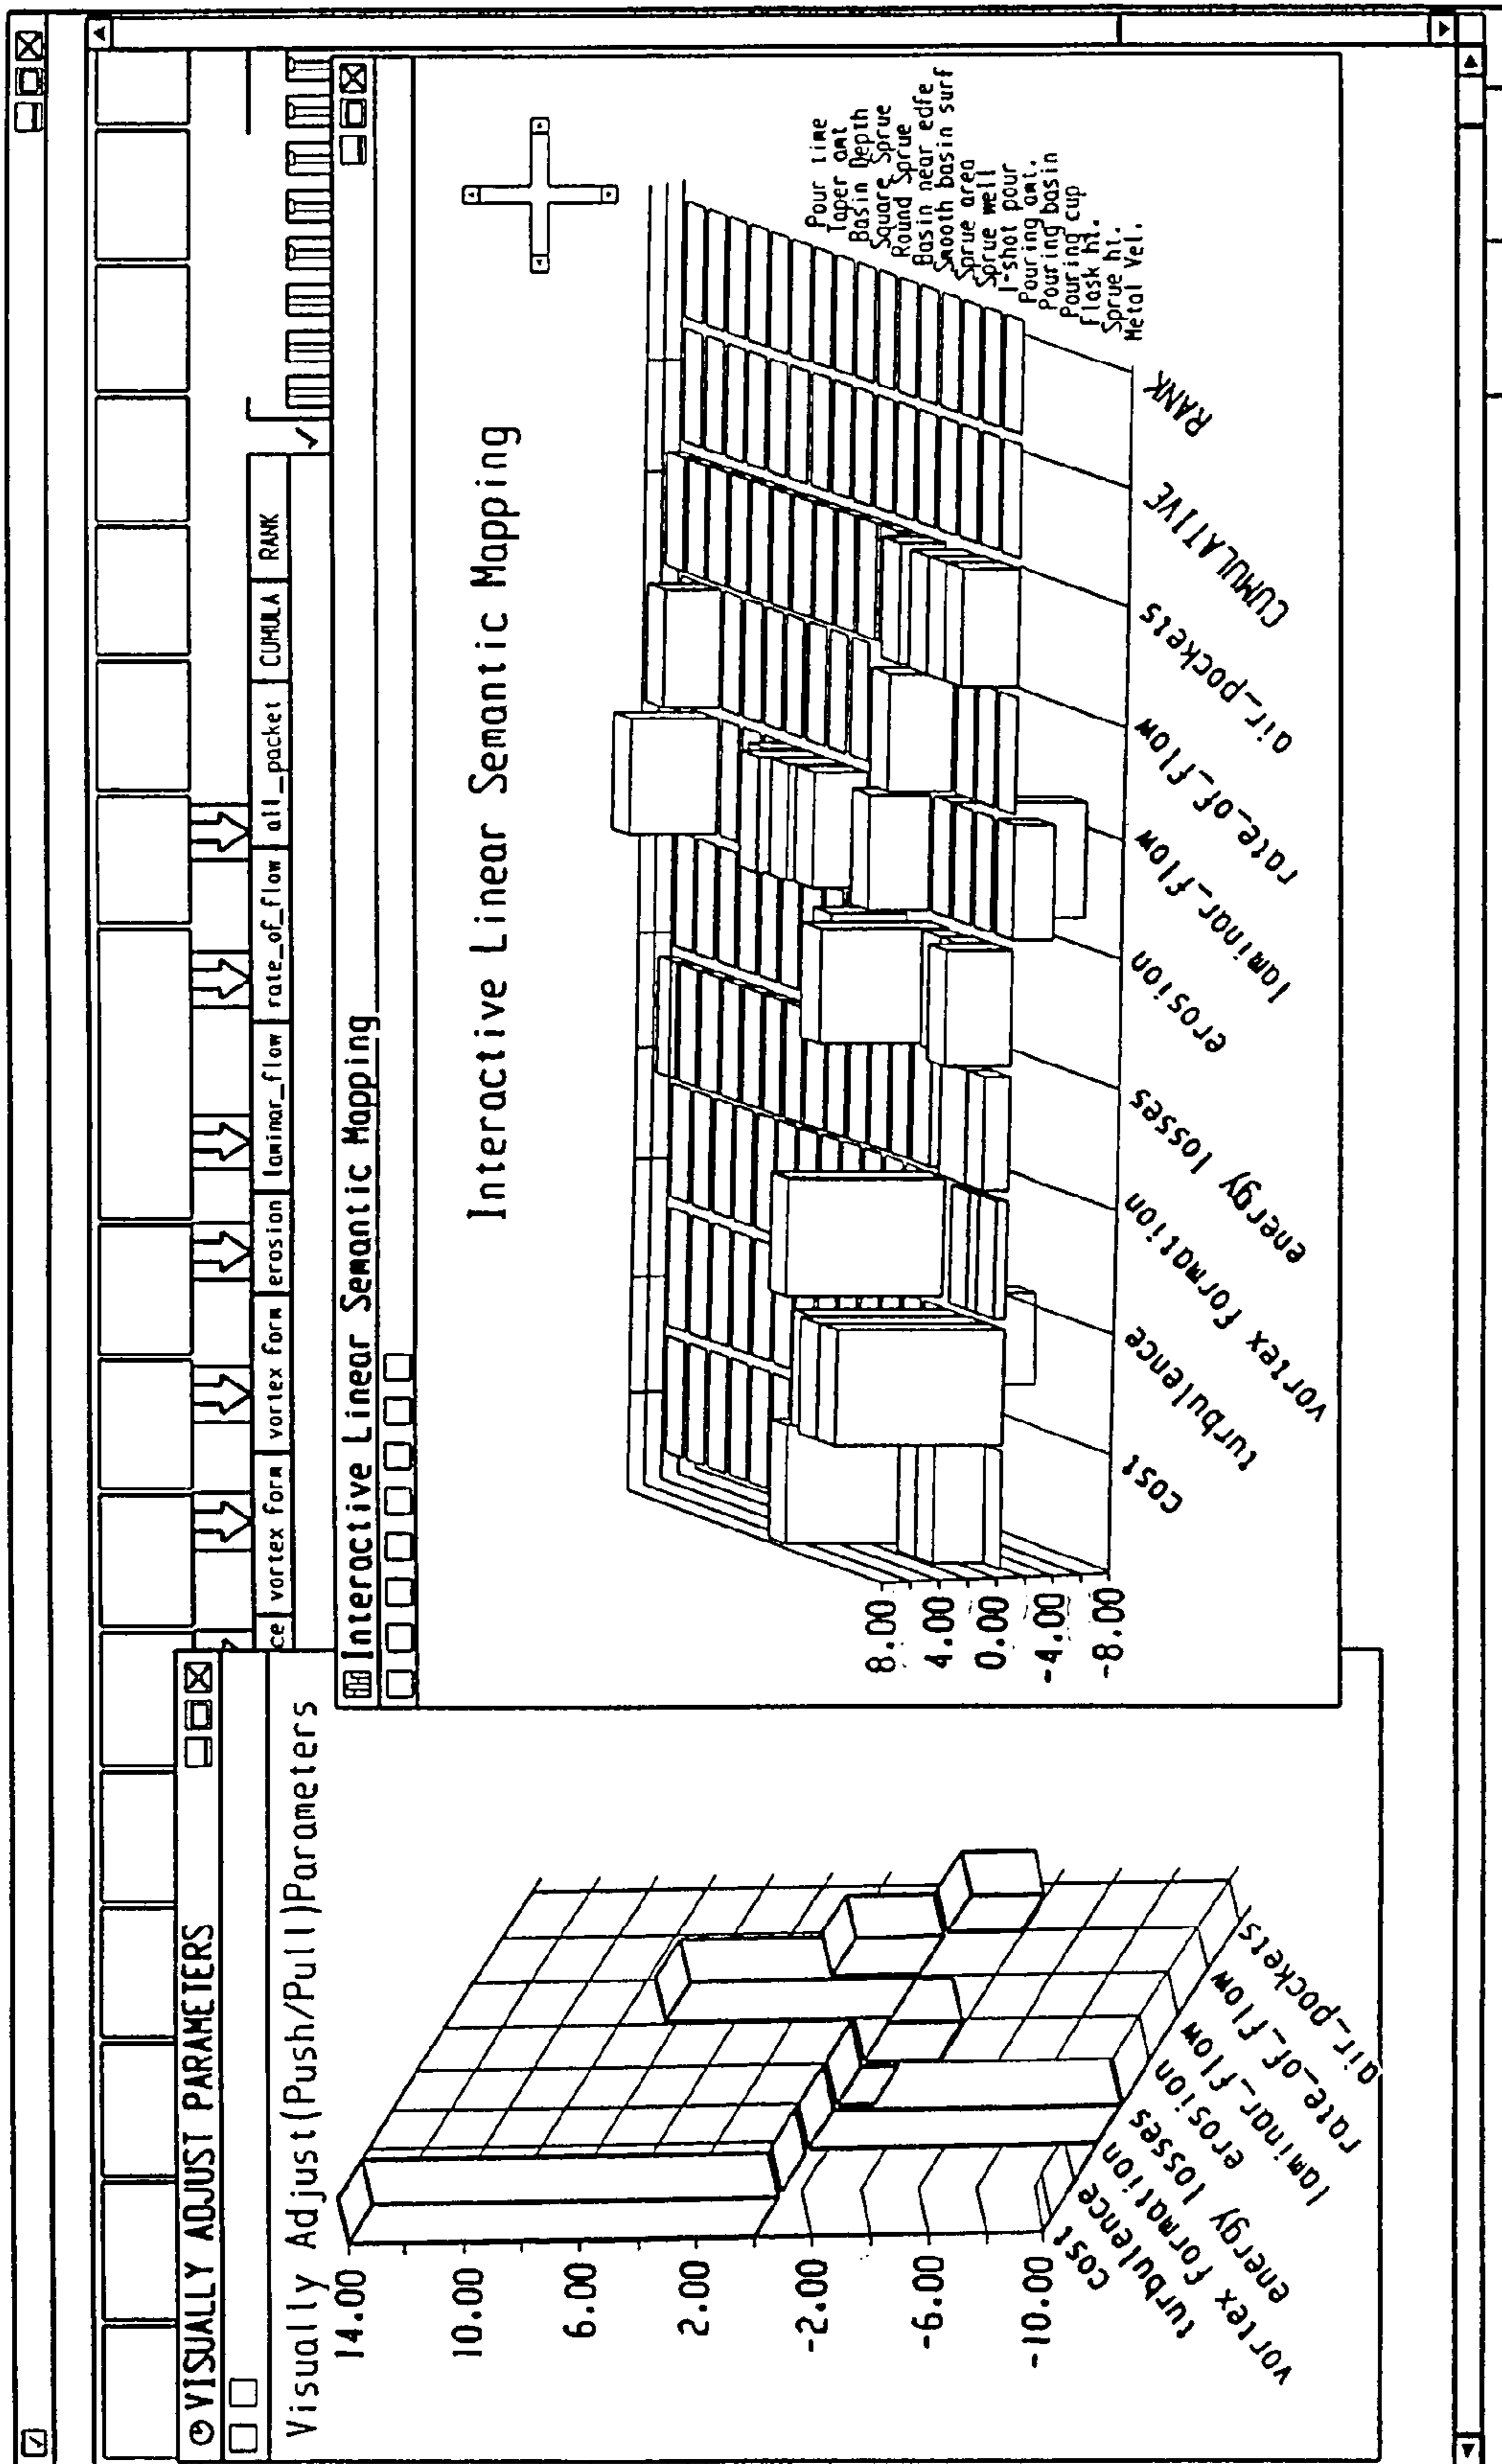 ce
vortex form
vortex form
erosion
laminar_flow
rate_of_flow
all_packet
CUMULA
RANK
VISUALLY ADJUST PARAMETERS
Visually Adjust(Push/Pull)Parameters
14.00
10.00
6.00
2.00
-2.00
-6.00
-10.00
cost
turbulence
vortex formation
energy losses
erosion
laminar_flow
rate_of_flow
air_pockets
Interactive Linear Semantic Mapping
Interactive Linear Semantic Mapping
8.00
4.00
0.00
-4.00
-8.00
cost
turbulence
vortex formation
energy losses
erosion
laminar_flow
rate_of_flow
air_pockets
CUMULATIVE
RANK
Pour time
Taper amt
Basin Depth
Square Sprue
Round Sprue
Basin near edfe
Smooth basin surf
Sprue area
Sprue well
1-shot pour
Pouring amt.
Pouring basin
Pouring cup
Flask ht.
Sprue ht.
Metal Vel.